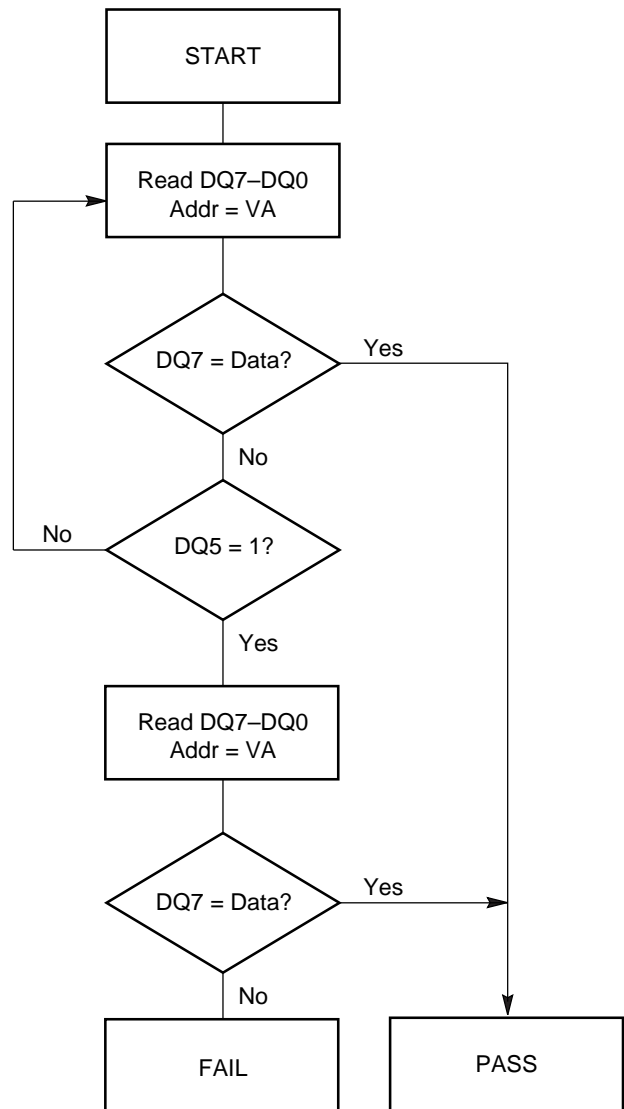 START
Read DQ7–DQ0
Addr = VA
DQ7 = Data?
Yes
No
No
DQ5 = 1?
Yes
Read DQ7–DQ0
Addr = VA
DQ7 = Data?
Yes
No
FAIL
PASS